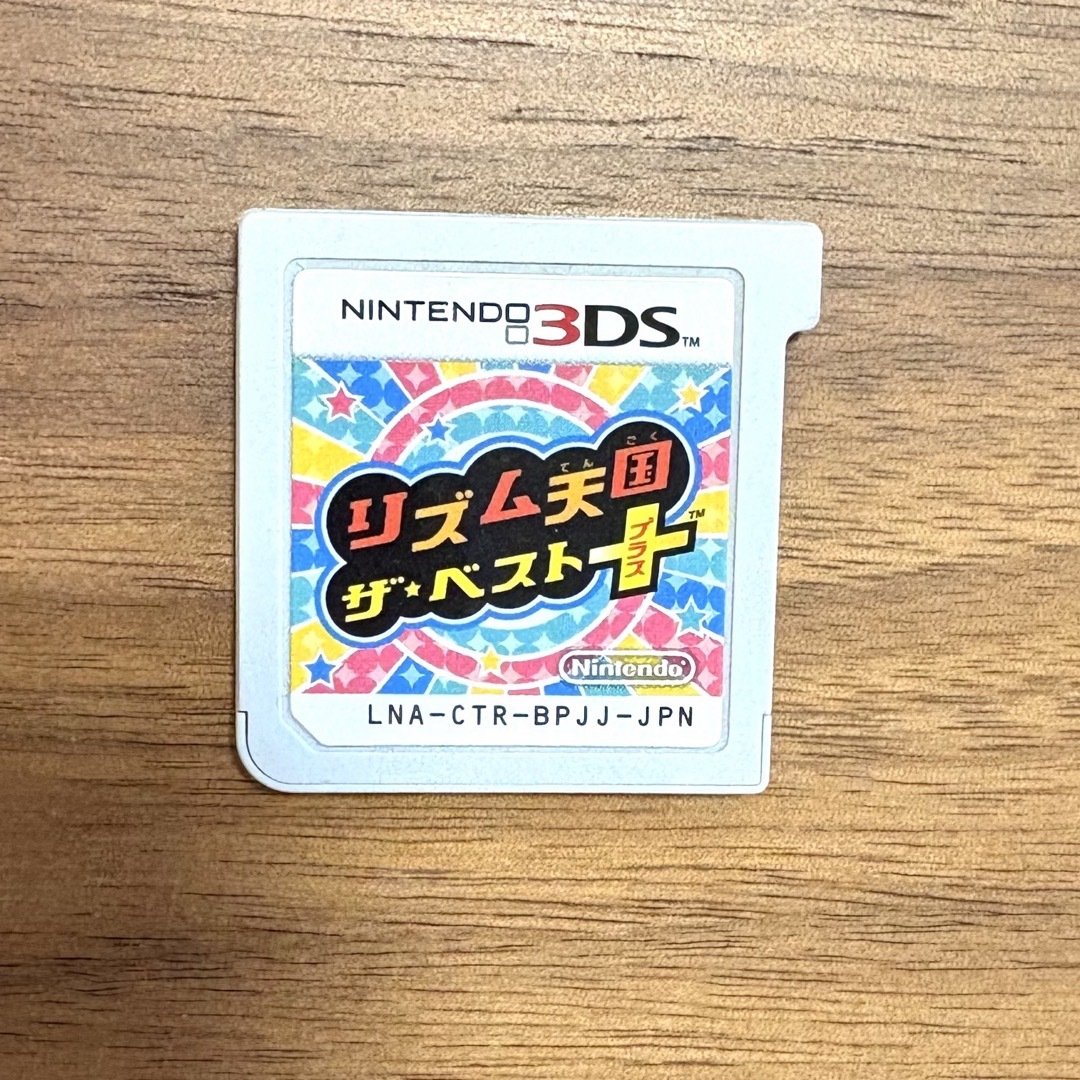 NINTENDO 3DS™
リズム天国
てん
ごく
ザ★ベスト+™
プラス
Nintendo®
LNA-CTR-BPJJ-JPN